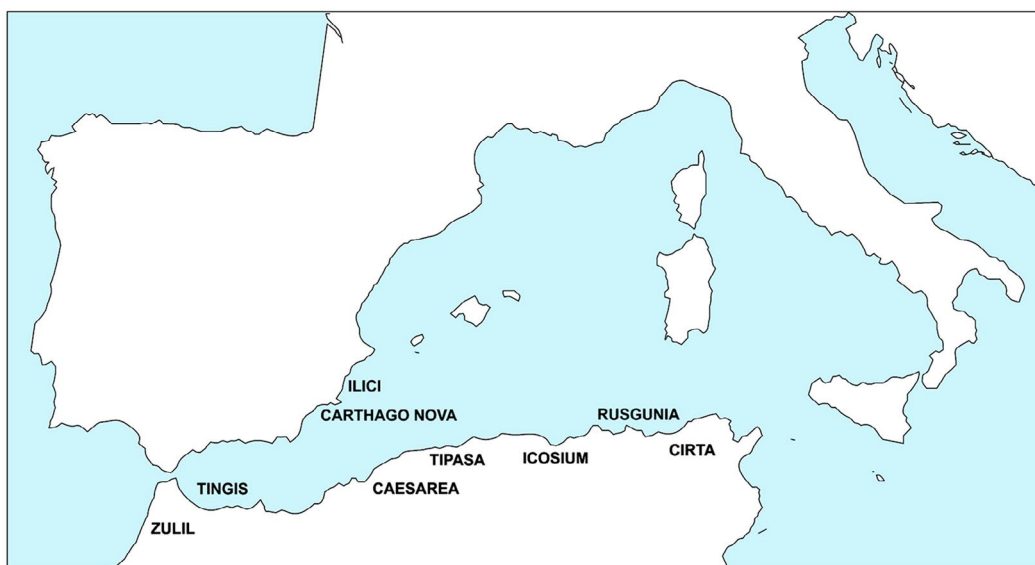 ILICI
CARTHAGO NOVA
RUSGUNIA
CIRTA
TIPASA
ICOSIUM
CAESAREA
TINGIS
ZULIL